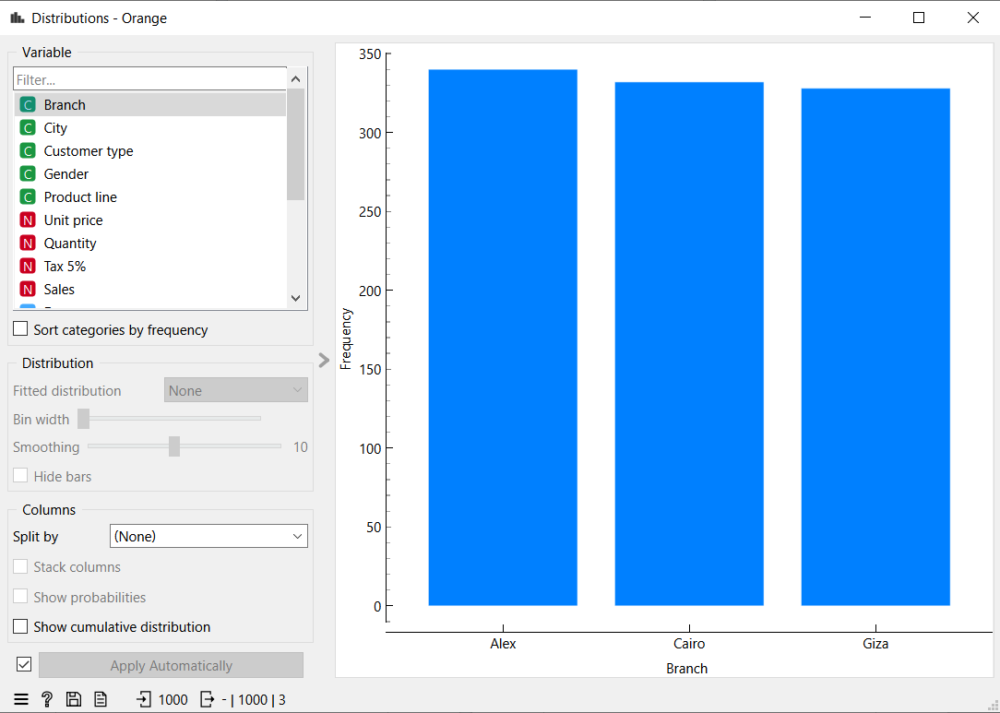 Distributions - Orange
Variable
Filter...
C Branch
C City
C Customer type
C Gender
C Product line
N Unit price
N Quantity
N Tax 5%
N Sales
Sort categories by frequency
Distribution
Fitted distribution None
Bin width
Smoothing 10
Hide bars
Columns
Split by (None)
Stack columns
Show probabilities
Show cumulative distribution
Apply Automatically
? 1000 - | 1000 | 3
350
300
250
200
150
100
50
0
Frequency
Alex Cairo Giza
Branch